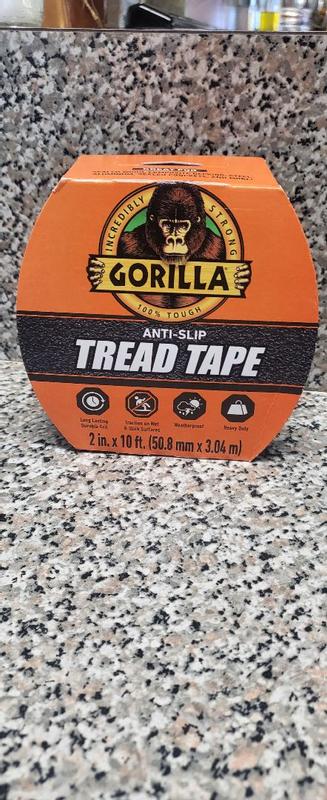 INCREDIBLY STRONG
GORILLA
100% TOUGH
ANTI-SLIP
TREAD TAPE
Long Lasting
Durable Grit
Traction on Wet
& Slick Surfaces
Weatherproof
Heavy Duty
2 in. x 10 ft. (50.8 mm x 3.04 m)